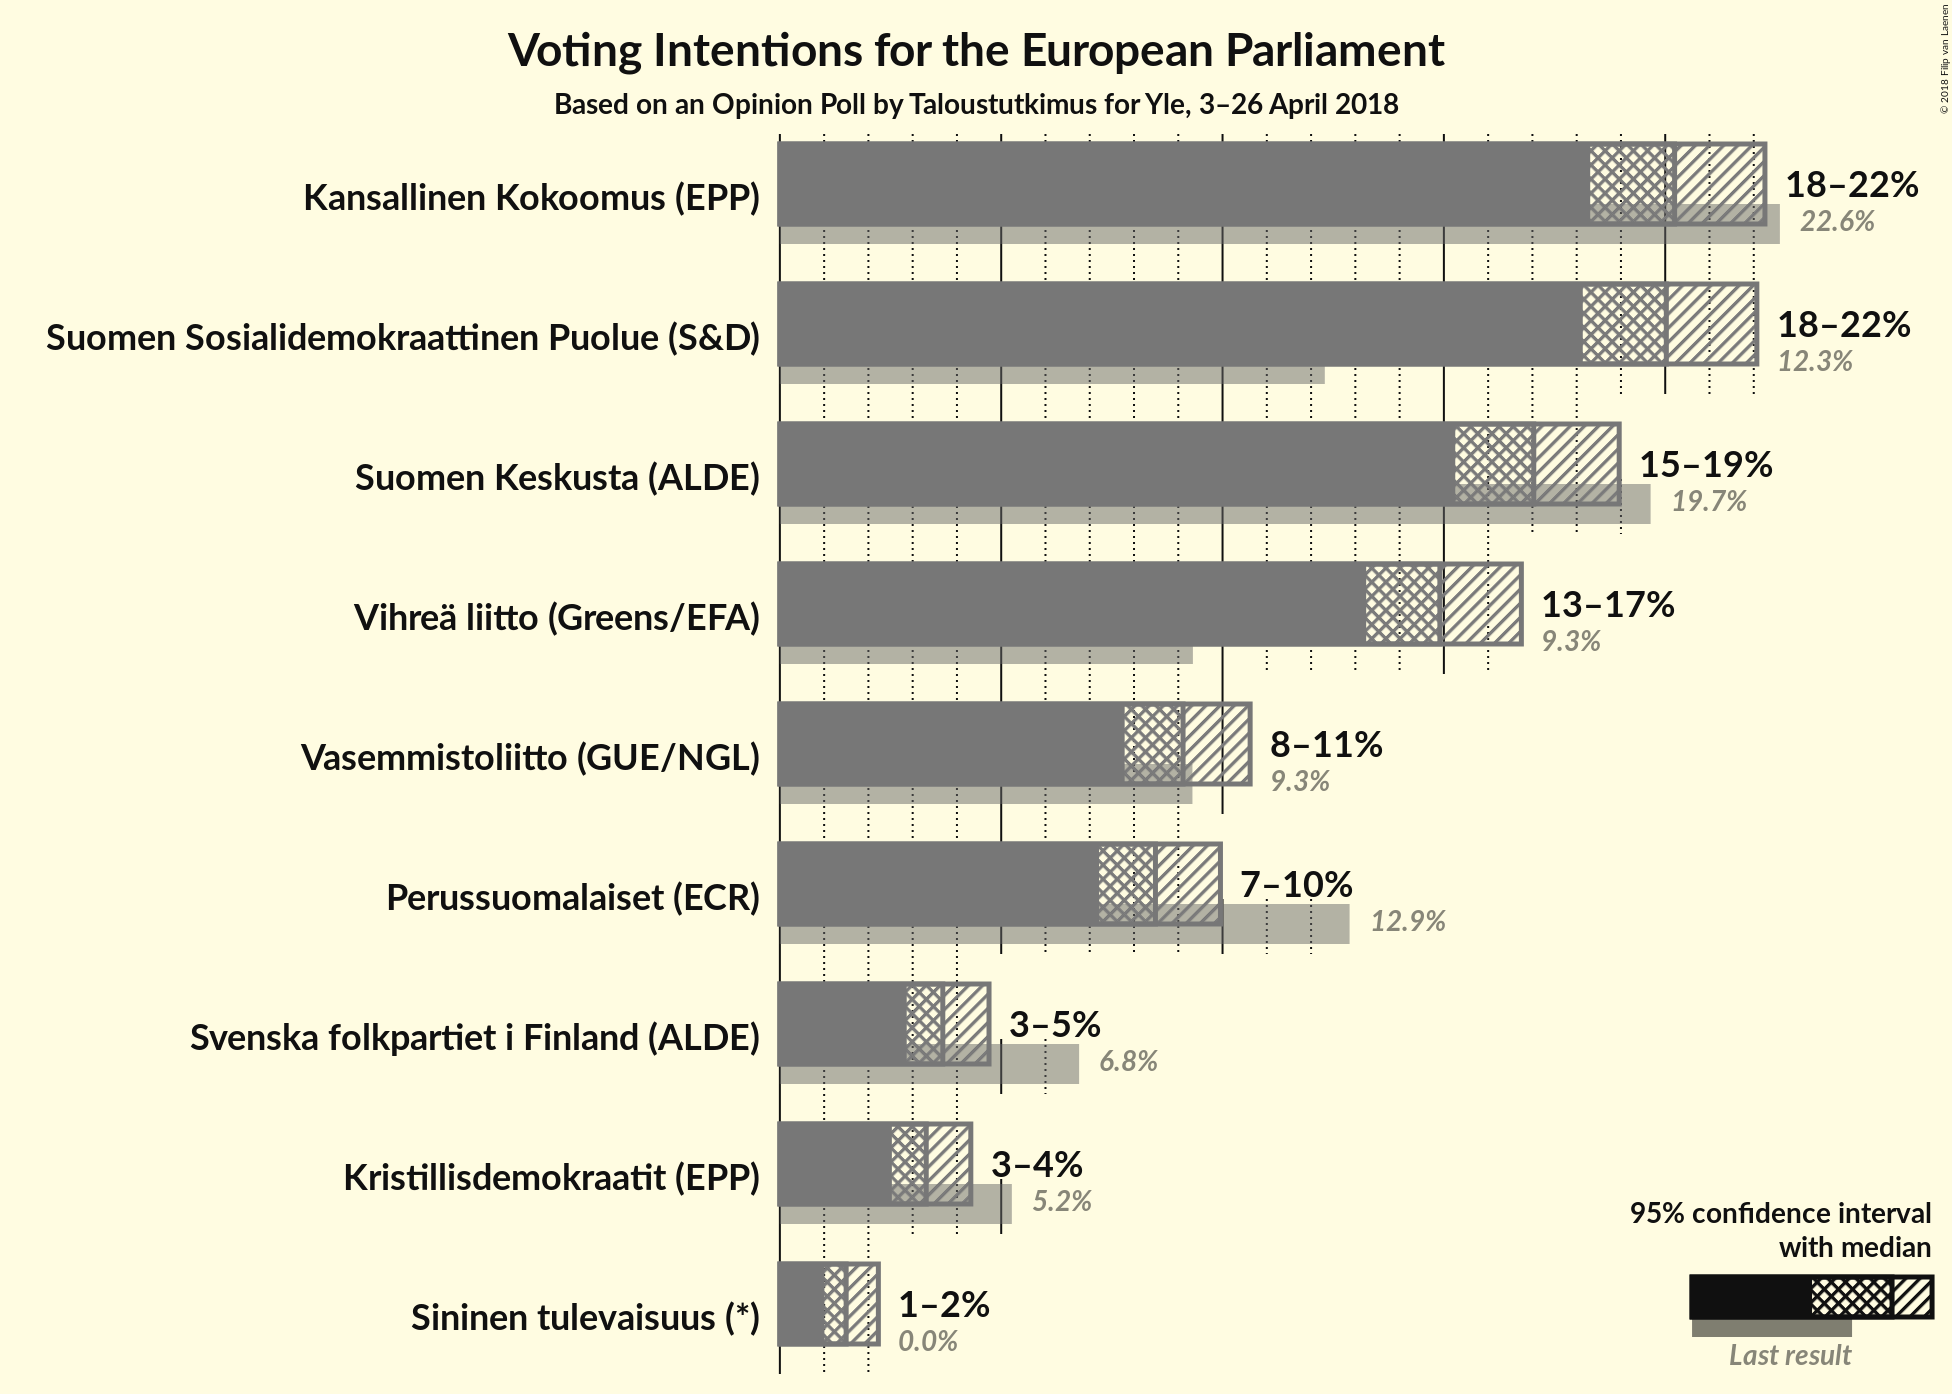 Voting Intentions for the European Parliament
Based on an Opinion Poll by Taloustutkimus for Yle, 3–26 April 2018
© 2018 Filip van Laenen
Kansallinen Kokoomus (EPP)
18–22%
22.6%
Suomen Sosialidemokraattinen Puolue (S&D)
18–22%
12.3%
Suomen Keskusta (ALDE)
15–19%
19.7%
Vihreä liitto (Greens/EFA)
13–17%
9.3%
Vasemmistoliitto (GUE/NGL)
8–11%
9.3%
Perussuomalaiset (ECR)
7–10%
12.9%
Svenska folkpartiet i Finland (ALDE)
3–5%
6.8%
Kristillisdemokraatit (EPP)
3–4%
5.2%
Sininen tulevaisuus (*)
1–2%
0.0%
95% confidence interval
with median
Last result